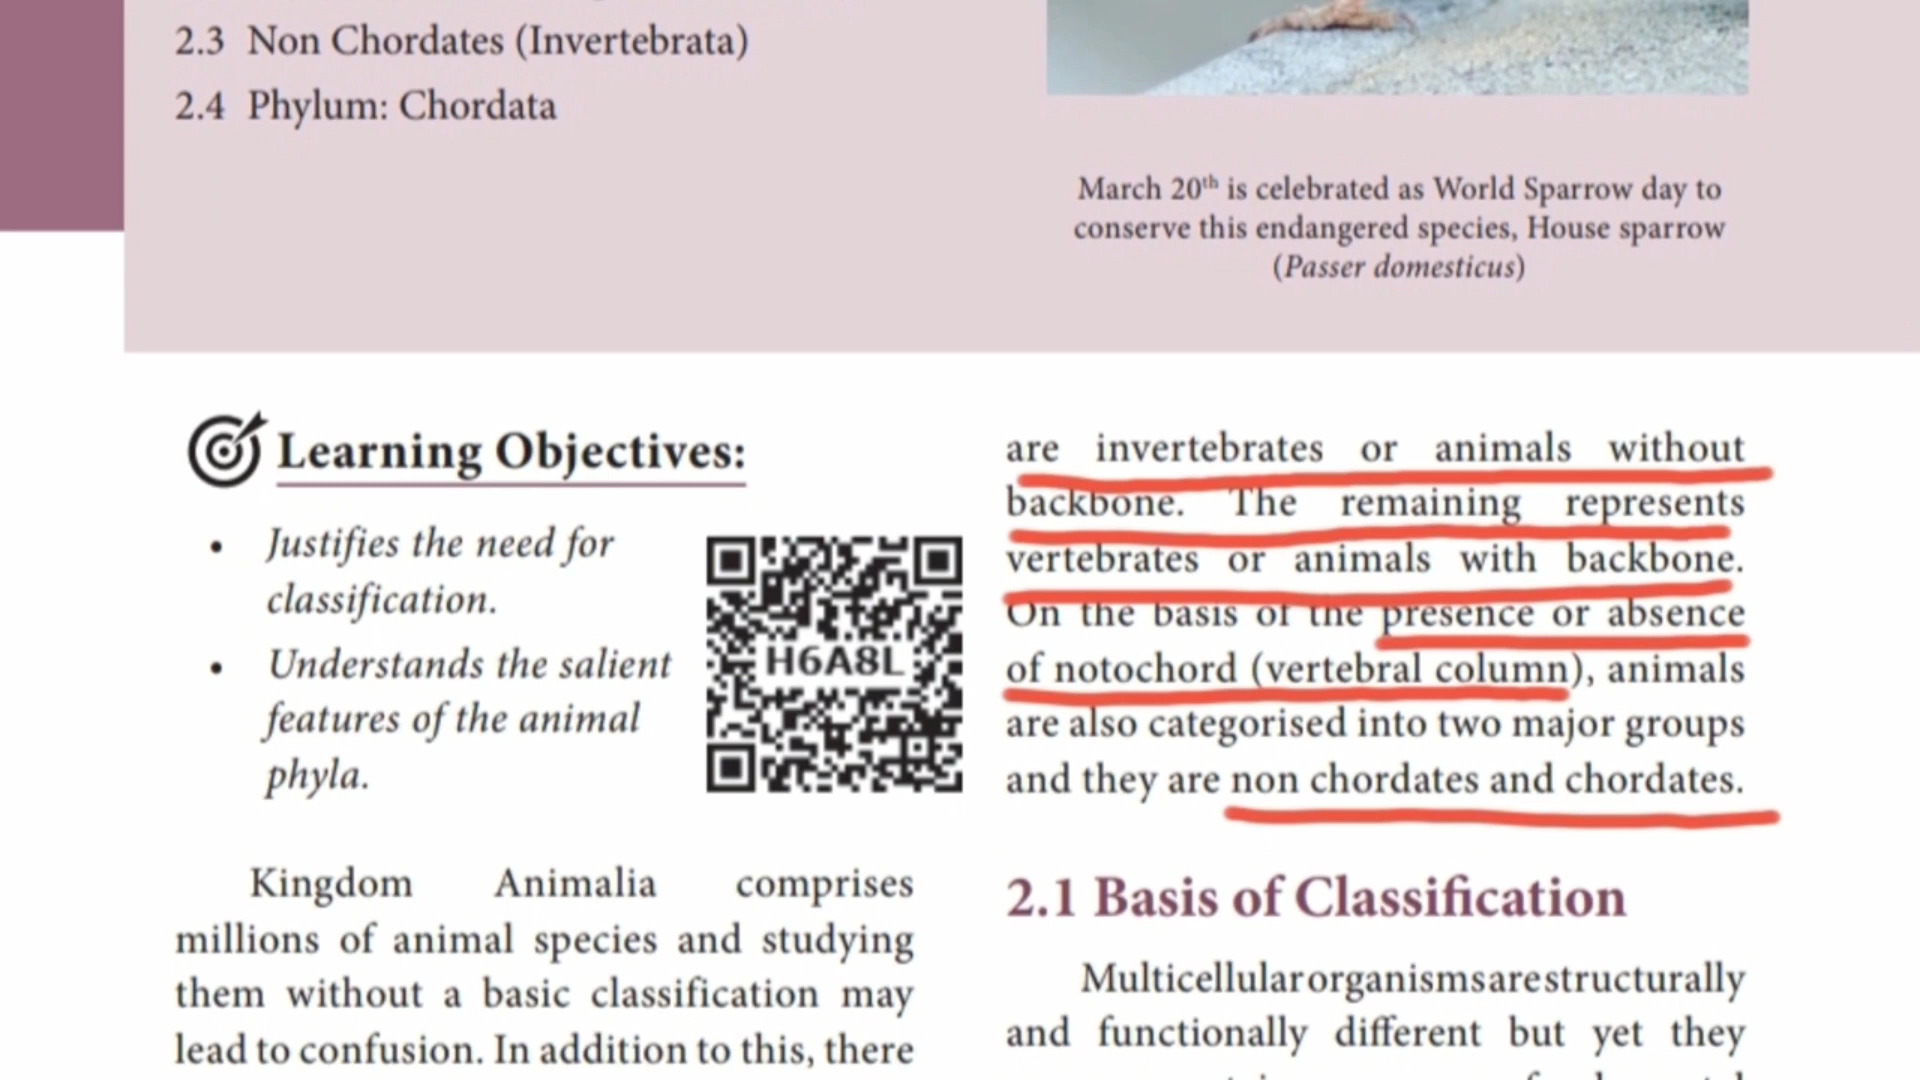 2.3 Non Chordates (Invertebrata)
2.4 Phylum: Chordata
March 20th is celebrated as World Sparrow day to
conserve this endangered species, House sparrow
(Passer domesticus)
Learning Objectives:
• Justifies the need for
classification.
• Understands the salient
features of the animal
phyla.
H6A8L
Kingdom Animalia comprises
millions of animal species and studying
them without a basic classification may
lead to confusion. In addition to this, there
are invertebrates or animals without
backbone. The remaining represents
vertebrates or animals with backbone.
On the basis of the presence or absence
of notochord (vertebral column), animals
are also categorised into two major groups
and they are non chordates and chordates.
2.1 Basis of Classification
Multicellular organisms are structurally
and functionally different but yet they